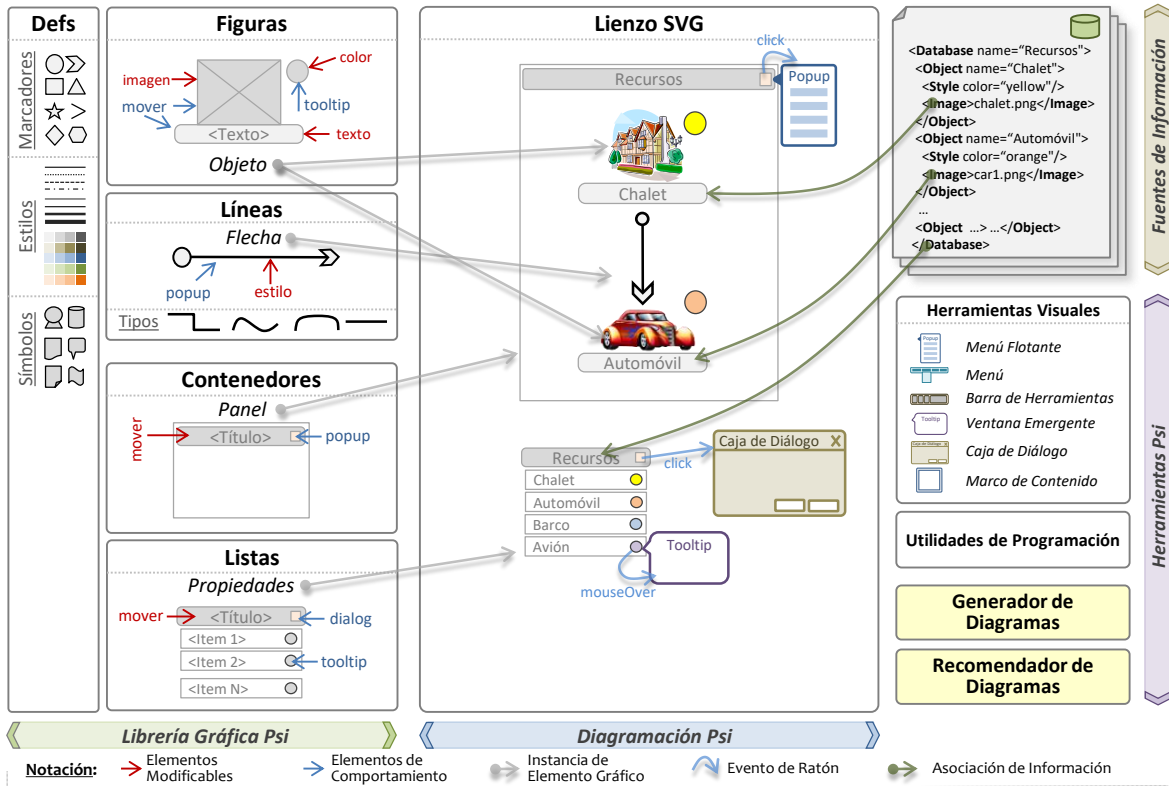 Defs
Marcadores
Estilos
Símbolos
Figuras
imagen
color
mover
tooltip
<Texto>
texto
Objeto
Líneas
Flecha
popup
estilo
Tipos
Contenedores
Panel
mover
<Título>
popup
Listas
Propiedades
mover
<Título>
dialog
<Item 1>
<Item 2>
tooltip
<Item N>
Lienzo SVG
click
Recursos
Popup
Chalet
Automóvil
Recursos
click
Caja de Diálogo X
Chalet
Automóvil
Barco
Avión
Tooltip
mouseOver
<Database name=“Recursos">
<Object name=“Chalet">
<Style color=“yellow"/>
<Image>chalet.png</Image>
</Object>
<Object name=“Automóvil">
<Style color=“orange"/>
<Image>car1.png</Image>
</Object>
…
<Object …> …</Object>
</Database>
Fuentes de Información
Herramientas Visuales
Popup
Menú Flotante
Menú
Barra de Herramientas
Tooltip
Ventana Emergente
Caja de Diálogo
Caja de Diálogo
Marco de Contenido
Utilidades de Programación
Generador de
Diagramas
Recomendador de
Diagramas
Herramientas Psi
Librería Gráfica Psi
Diagramación Psi
Notación:
Elementos
Modificables
Elementos de
Comportamiento
Instancia de
Elemento Gráfico
Evento de Ratón
Asociación de Información